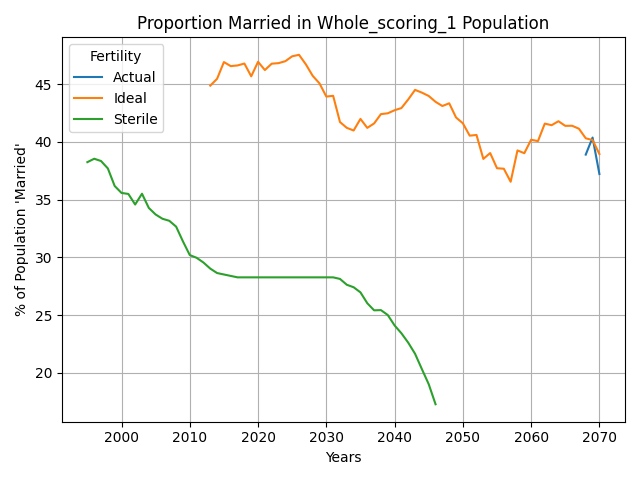 Proportion Married in Whole_scoring_1 Population
Fertility
Actual
Ideal
Sterile
% of Population 'Married'
45
40
35
30
25
20
2000 2010 2020 2030 2040 2050 2060 2070
Years